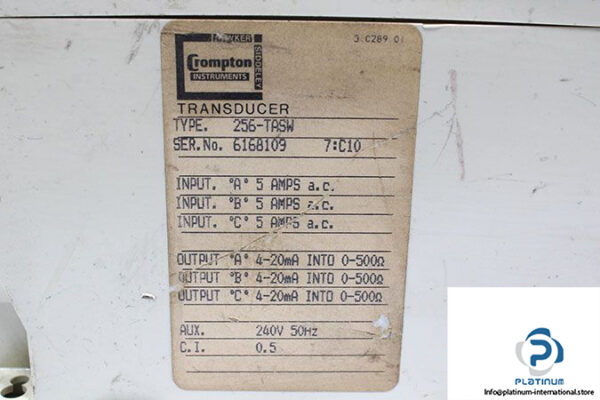 HAWKER
SIDDELEY
Crompton
INSTRUMENTS
3 C289 01
TRANSDUCER
TYPE. 256-TASW
SER.No. 6168109 7:C10
INPUT. "A" 5 AMPS a.c.
INPUT. "B" 5 AMPS a.c.
INPUT. "C" 5 AMPS a.c.
OUTPUT "A" 4-20mA INTO 0-500Ω
OUTPUT "B" 4-20mA INTO 0-500Ω
OUTPUT "C" 4-20mA INTO 0-500Ω
AUX. 240V 50Hz
C.I. 0.5
PLATINUM
Info@platinum-international.store